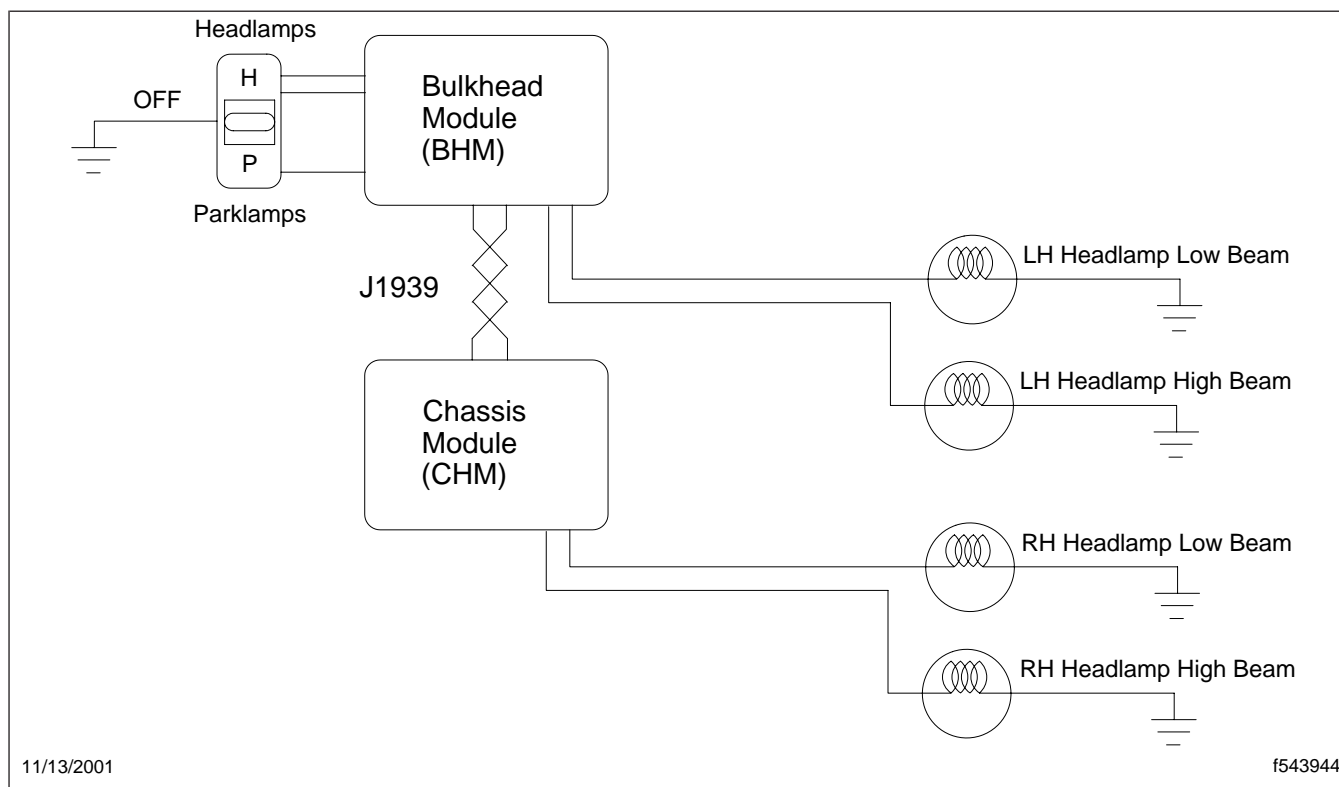 Headlamps
H
OFF
P
Parklamps
Bulkhead
Module
(BHM)
J1939
Chassis
Module
(CHM)
LH Headlamp Low Beam
LH Headlamp High Beam
RH Headlamp Low Beam
RH Headlamp High Beam
11/13/2001
f543944